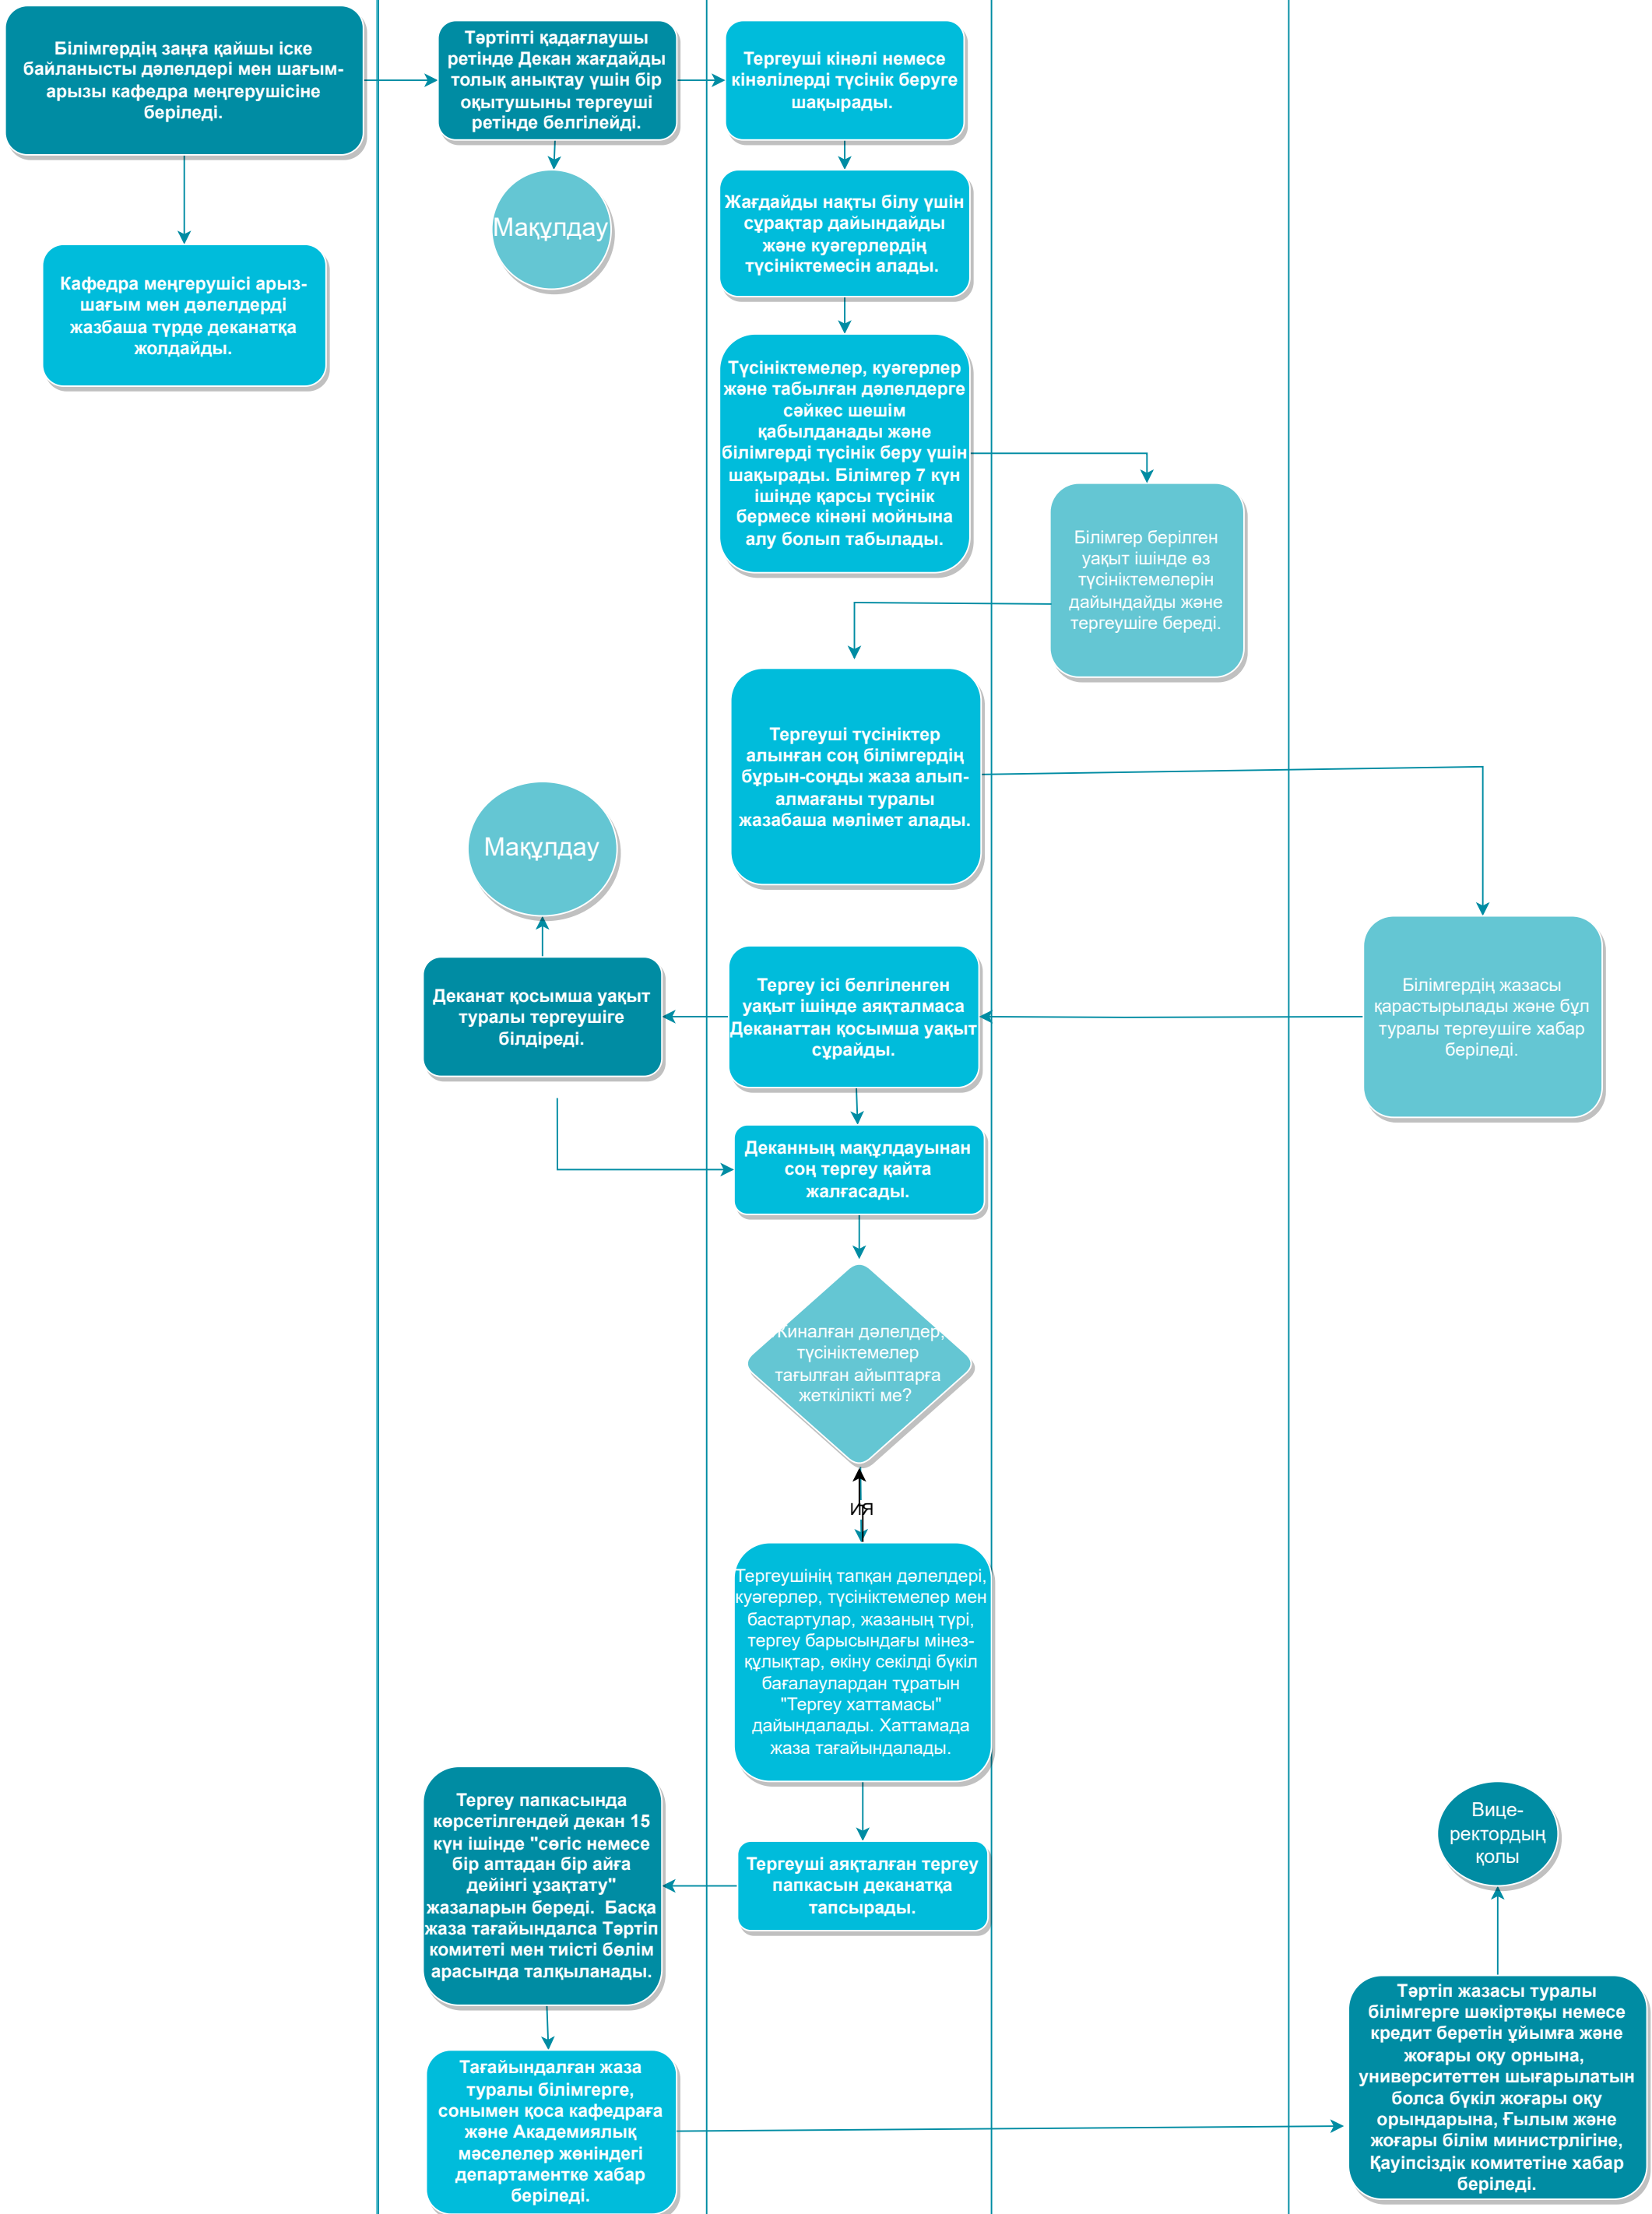 Білімгердің заңға қайшы іске
байланысты дәлелдері мен шағым-
арызы кафедра меңгерушісіне
беріледі.
Тәртіпті қадағлаушы
ретінде Декан жағдайды
толық анықтау үшін бір
оқытушыны тергеуші
ретінде белгілейді.
Тергеуші кінәлі немесе
кінәлілерді түсінік беруге
шақырады.
Мақұлдау
Жағдайды нақты білу үшін
сұрақтар дайындайды
және куәгерлердің
түсініктемесін алады.
Кафедра меңгерушісі арыз-
шағым мен дәлелдерді
жазбаша түрде деканатқа
жолдайды.
Түсініктемелер, куәгерлер
және табылған дәлелдерге
сәйкес шешім
қабылданады және
білімгерді түсінік беру үшін
шақырады. Білімгер 7 күн
ішінде қарсы түсінік
бермесе кінәні мойнына
алу болып табылады.
Білімгер берілген
уақыт ішінде өз
түсініктемелерін
дайындайды және
тергеушіге береді.
Тергеуші түсініктер
алынған соң білімгердің
бұрын-соңды жаза алып-
алмағаны туралы
жазабаша мәлімет алады.
Мақұлдау
Деканат қосымша уақыт
туралы тергеушіге
білдіреді.
Тергеу ісі белгіленген
уақыт ішінде аяқталмаса
Деканаттан қосымша уақыт
сұрайды.
Білімгердің жазасы
қарастырылады және бұл
туралы тергеушіге хабар
беріледі.
Деканның мақұлдауынан
соң тергеу қайта
жалғасады.
Жиналған дәлелдер,
түсініктемелер
тағылған айыптарға
жеткілікті ме?
Тергеушінің тапқан дәлелдері,
куәгерлер, түсініктемелер мен
бастартулар, жазаның түрі,
тергеу барысындағы мінез-
құлықтар, өкіну секілді бүкіл
бағалаулардан тұратын
"Тергеу хаттамасы"
дайындалады. Хаттамада
жаза тағайындалады.
Тергеу папкасында
көрсетілгендей декан 15
күн ішінде "сөгіс немесе
бір аптадан бір айға
дейінгі ұзақтату"
жазаларын береді.  Басқа
жаза тағайындалса Тәртіп
комитеті мен тиісті бөлім
арасында талқыланады.
Тергеуші аяқталған тергеу
папкасын деканатқа
тапсырады.
Вице-
ректордың
қолы
Тағайындалған жаза
туралы білімгерге,
сонымен қоса кафедраға
және Академиялық
мәселелер жөніндегі
департаментке хабар
беріледі.
Тәртіп жазасы туралы
білімгерге шәкіртақы немесе
кредит беретін ұйымға және
жоғары оқу орнына,
университеттен шығарылатын
болса бүкіл жоғары оқу
орындарына, Ғылым және
жоғары білім министрлігіне,
Қауіпсіздік комитетіне хабар
беріледі.